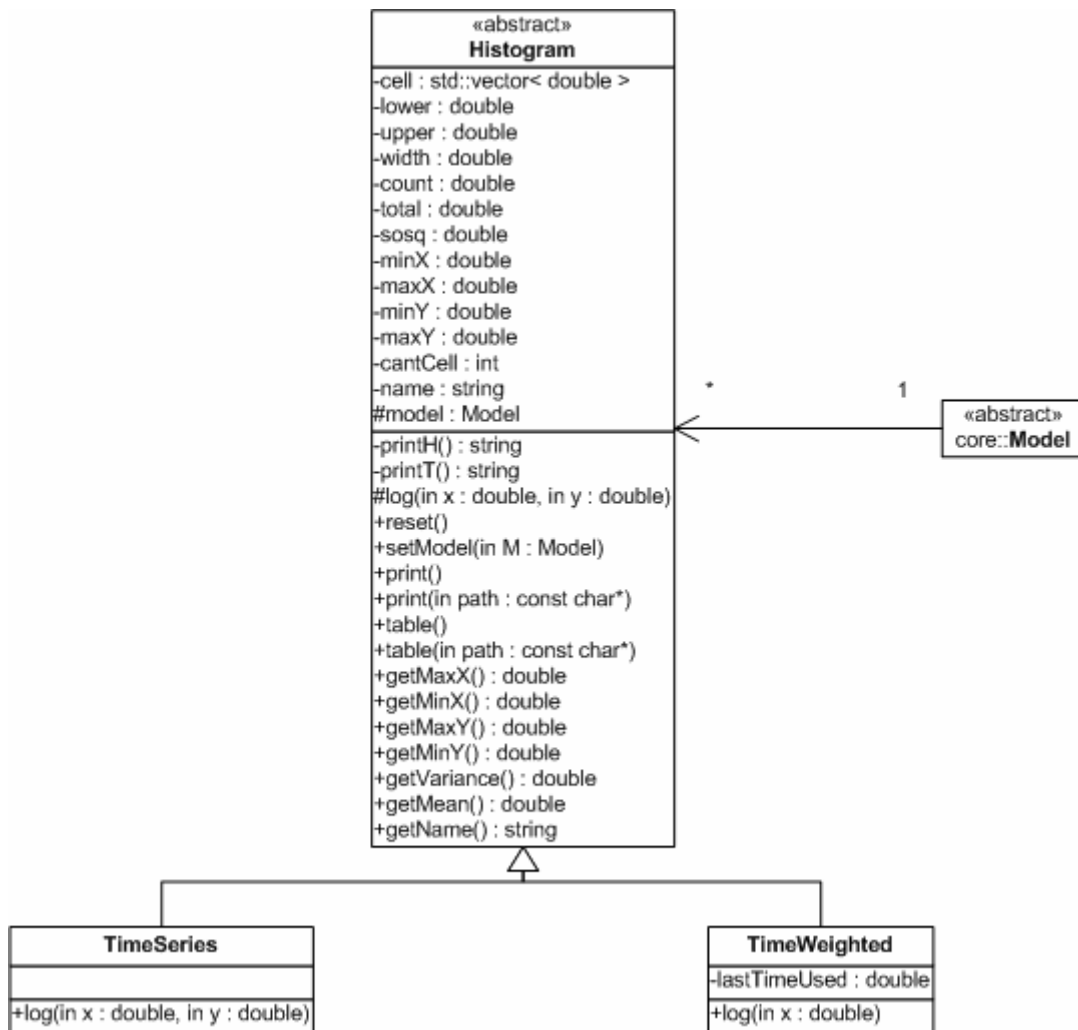 «abstract»
Histogram
-cell : std::vector< double >
-lower : double
-upper : double
-width : double
-count : double
-total : double
-sosq : double
-minX : double
-maxX : double
-minY : double
-maxY : double
-cantCell : int
-name : string
#model : Model
-printH() : string
-printT() : string
#log(in x : double, in y : double)
+reset()
+setModel(in M : Model)
+print()
+print(in path : const char*)
+table()
+table(in path : const char*)
+getMaxX() : double
+getMinX() : double
+getMaxY() : double
+getMinY() : double
+getVariance() : double
+getMean() : double
+getName() : string
*
1
«abstract»
core::Model
TimeSeries
+log(in x : double, in y : double)
TimeWeighted
-lastTimeUsed : double
+log(in x : double)